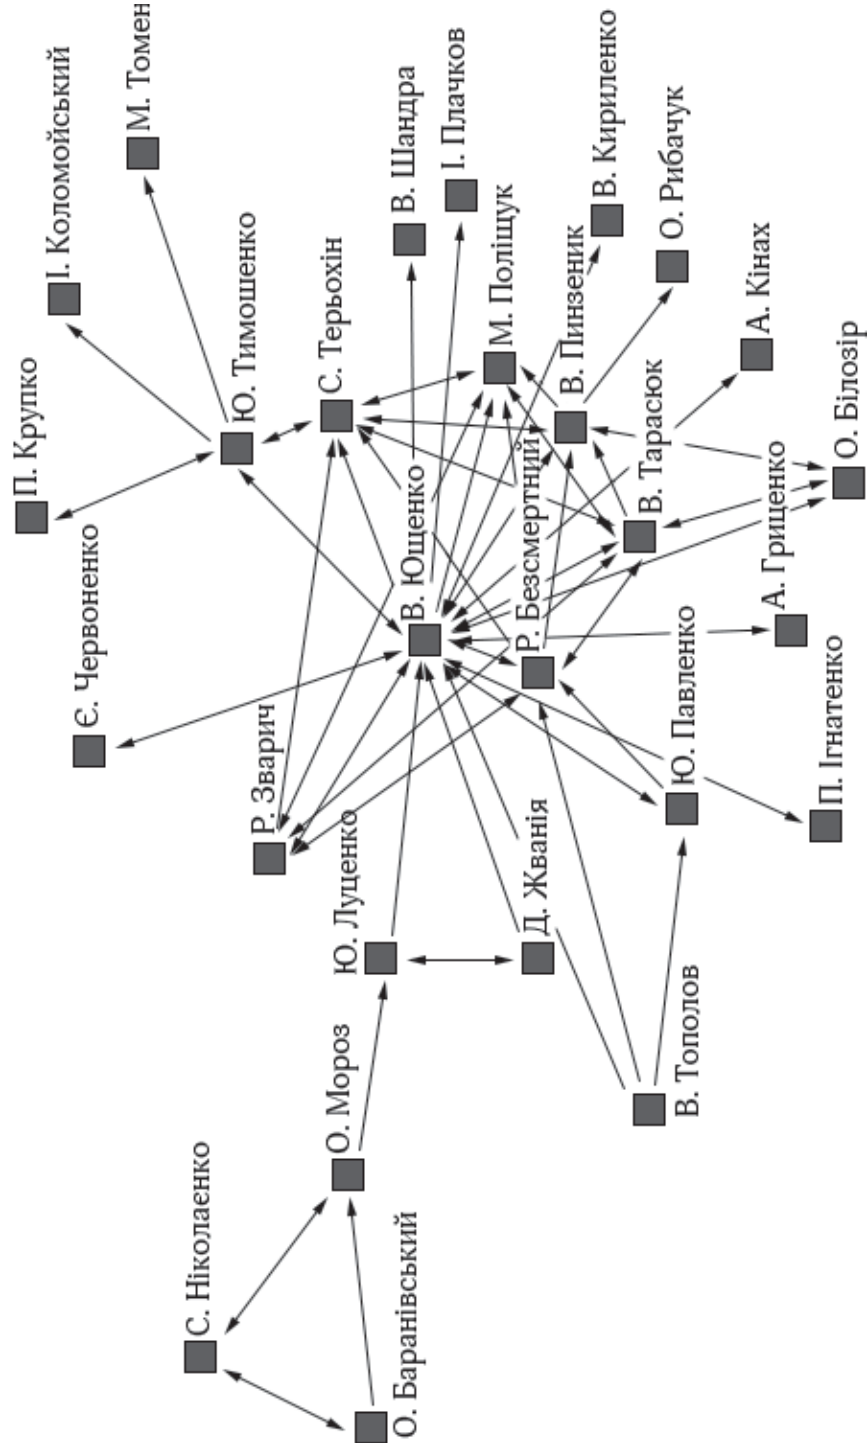 М. Томен
І. Коломойський
П. Крупко
Ю. Тимошенко
Є. Червоненко
С. Терьохін
В. Шандра
І. Плачков
В. Кириленко
О. Рибачук
М. Поліщук
В. Пинзеник
А. Кінах
В. Ющенко
Р. Безсмертний
В. Тарасюк
О. Білозір
А. Гриценко
Ю. Павленко
П. Ігнатенко
Р. Зварич
Ю. Луценко
Д. Жванія
В. Тополов
О. Мороз
С. Ніколаєнко
О. Баранівський